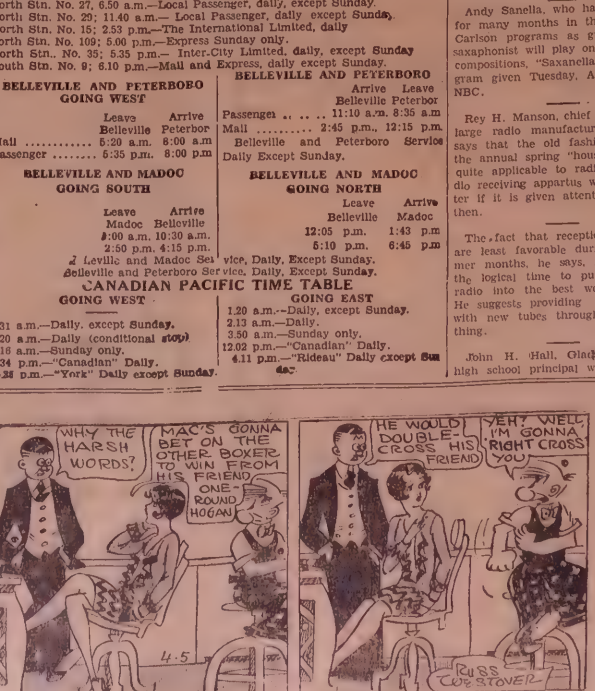 orth Stn. No. 27, 6.50 a.m.—Local Passenger, daily, except Sunday.
orth Stn. No. 29; 11.40 a.m.— Local Passenger, daily except Sunday,
orth Stn. No. 15; 2.53 p.m.—The International Limited, daily
orth Stn. No. 109; 5.00 p.m.—Express Sunday only.
orth Stn.. No. 35; 5.35 p.m.— Inter-City Limited, daily, except Sunday
outh Stn. No. 9; 6.10 p.m.—Mail and Express, daily except Sunday.
BELLEVILLE AND PETERBORO
GOING WEST
Leave Arrive
Belleville Peterbor
Mail ............ 5:20 a.m. 8:00 a.m
assenger ........ 5:35 p.m. 8:00 p.m
BELLEVILLE AND MADOC
GOING SOUTH
Leave Arrive
Madoc Belleville
:00 a.m. 10:30 a.m.
2:50 p.m. 4:15 p.m.
BELLEVILLE AND PETERBORO
Arrive Leave
Belleville Peterbor
Passenger .. .. .. 11:10 a.m. 8:35 a.m
Mail .......... 2:45 p.m., 12:15 p.m.
Belleville and Peterboro Service
Daily Except Sunday.
BELLEVILLE AND MADOC
GOING NORTH
Leave Arrive
Belleville Madoc
12:05 p.m. 1:43 p.m
5:10 p.m. 6:45 p.m
Leville and Madoc Service, Daily, Except Sunday.
Belleville and Peterboro Service, Daily, Except Sunday.
CANADIAN PACIFIC TIME TABLE
GOING WEST
31 a.m.—Daily, except Sunday.
20 a.m.—Daily (conditional stop)
16 a.m.—Sunday only.
34 p.m.—"Canadian" Daily.
p.m.—"York" Daily except Sunday.
GOING EAST
1.20 a.m.--Daily, except Sunday.
2.13 a.m.—Daily.
3.50 a.m.—Sunday only.
12.02 p.m.—"Canadian" Daily.
4.11 p.m.—"Rideau" Daily except Sun
day.
Andy Sanella, who ha
for many months in th
Carlson programs as g
saxaphonist will play on
compositions, "Saxanella
gram given Tuesday, A
NBC.
Rey H. Manson, chief
large radio manufactur
says that the old fashi
the annual spring "hous
quite applicable to radi
dio receiving appartus w
ter if it is given attent
then.
The fact that receptio
are least favorable dur
mer months, he says,
the logical time to pu
radio into the best wo
He suggests providing
with new tubes through
thing.
John H. Hall, Glad
high school principal w
WHY THE
HARSH
WORDS?
MAC'S GONNA
BET ON THE
OTHER BOXER
TO WIN FROM
HIS FRIEND
ONE-
ROUND
HOGAN
4-5
HE WOULD
DOUBLE-
CROSS HIS
FRIEND
YEH? WELL,
I'M GONNA
RIGHT CROSS
YOU
RUSS
WESTOVER